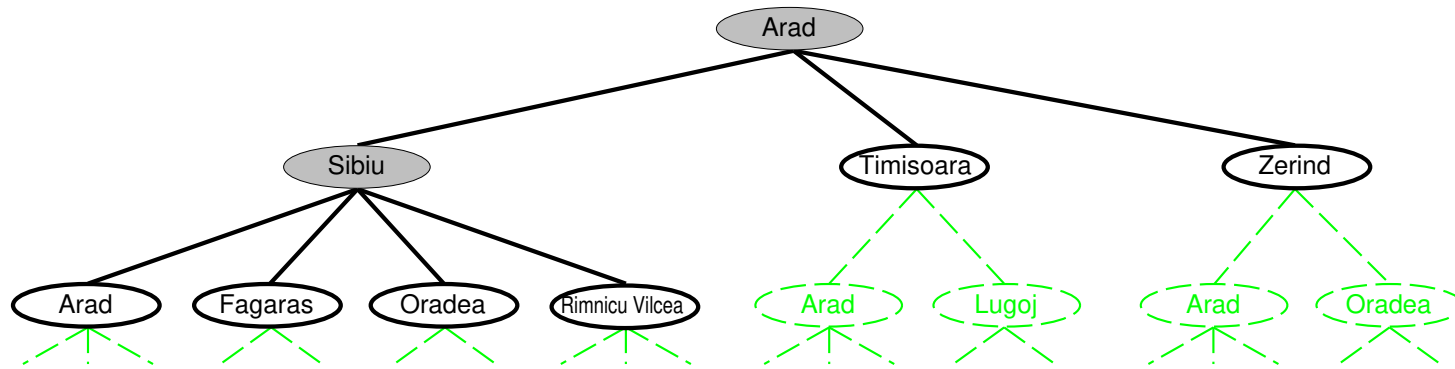 Arad
Sibiu
Timisoara
Zerind
Arad
Fagaras
Oradea
Rimnicu Vilcea
Arad
Lugoj
Arad
Oradea